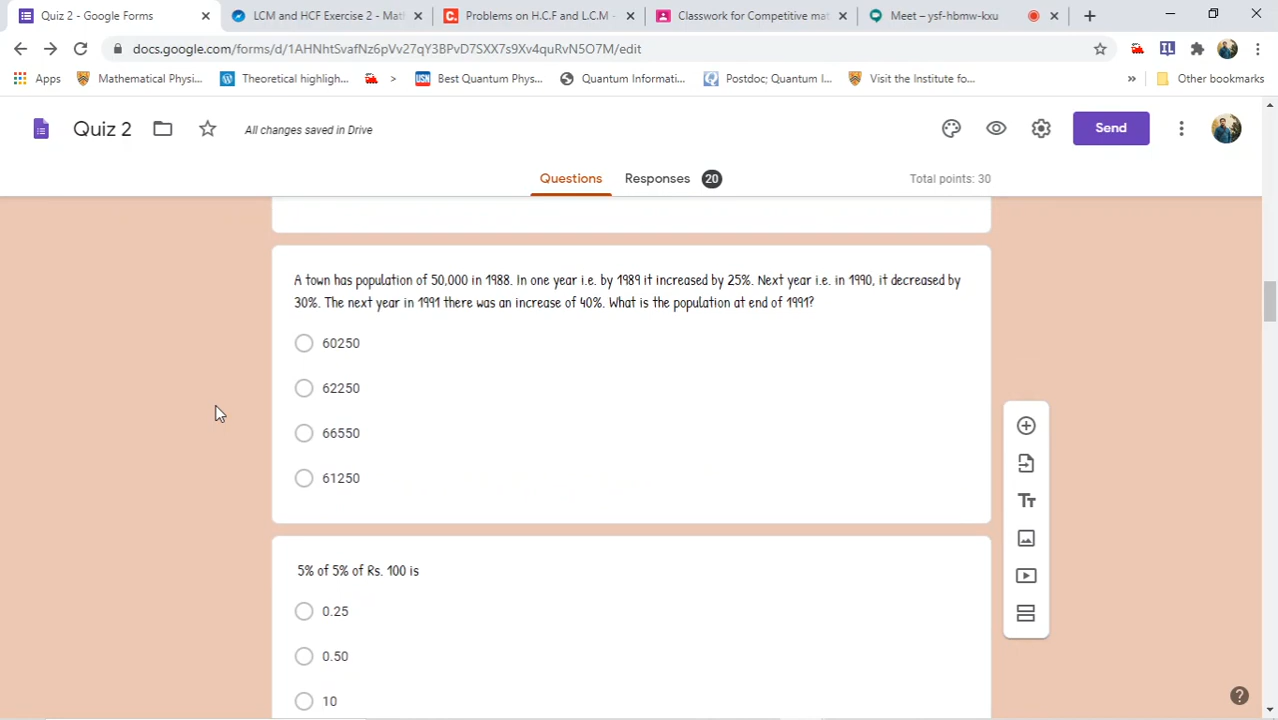 Quiz 2 - Google Forms
LCM and HCF Exercise 2 - Mat
Problems on H.C.F and L.C.M -
Classwork for Competitive mat
Meet – ysf-hbmw-kxu
docs.google.com/forms/d/1AHNhtSvafNz6pVv27qY3BPvD7SXX7s9Xv4quRvN5O7M/edit
Apps
Mathematical Physi...
Theoretical highligh...
>
Best Quantum Phys...
Quantum Informati...
Postdoc; Quantum I...
Visit the Institute fo...
»
Other bookmarks
Quiz 2
All changes saved in Drive
Send
Questions
Responses
20
Total points: 30
A town has population of 50,000 in 1988. In one year i.e. by 1989 it increased by 25%. Next year i.e. in 1990, it decreased by
30%. The next year in 1991 there was an increase of 40%. What is the population at end of 1991?
60250
62250
66550
61250
5% of 5% of Rs. 100 is
0.25
0.50
10